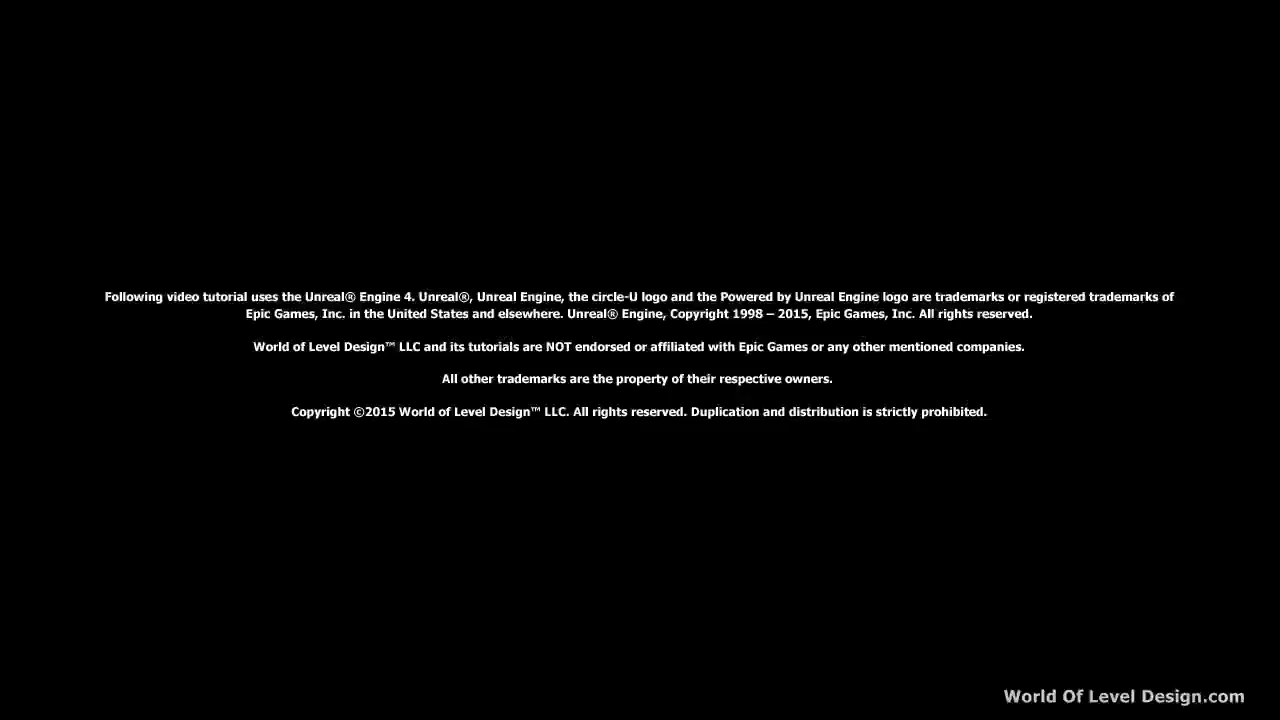 Following video tutorial uses the Unreal® Engine 4. Unreal®, Unreal Engine, the circle-U logo and the Powered by Unreal Engine logo are trademarks or registered trademarks of
Epic Games, Inc. in the United States and elsewhere. Unreal® Engine, Copyright 1998 – 2015, Epic Games, Inc. All rights reserved.
World of Level Design™ LLC and its tutorials are NOT endorsed or affiliated with Epic Games or any other mentioned companies.
All other trademarks are the property of their respective owners.
Copyright ©2015 World of Level Design™ LLC. All rights reserved. Duplication and distribution is strictly prohibited.
World Of Level Design.com